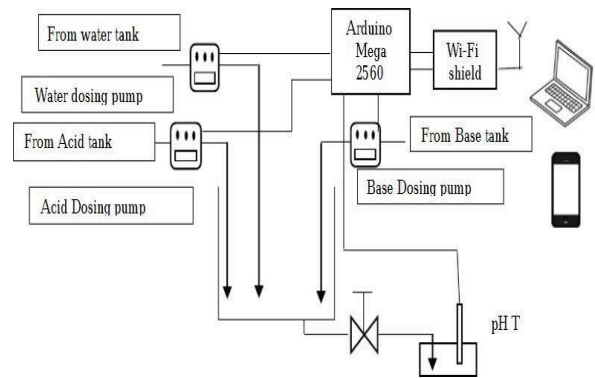 From water tank
Arduino
Mega
2560
Wi-Fi
shield
Water dosing pump
From Acid tank
From Base tank
Base Dosing pump
Acid Dosing pump
pH T